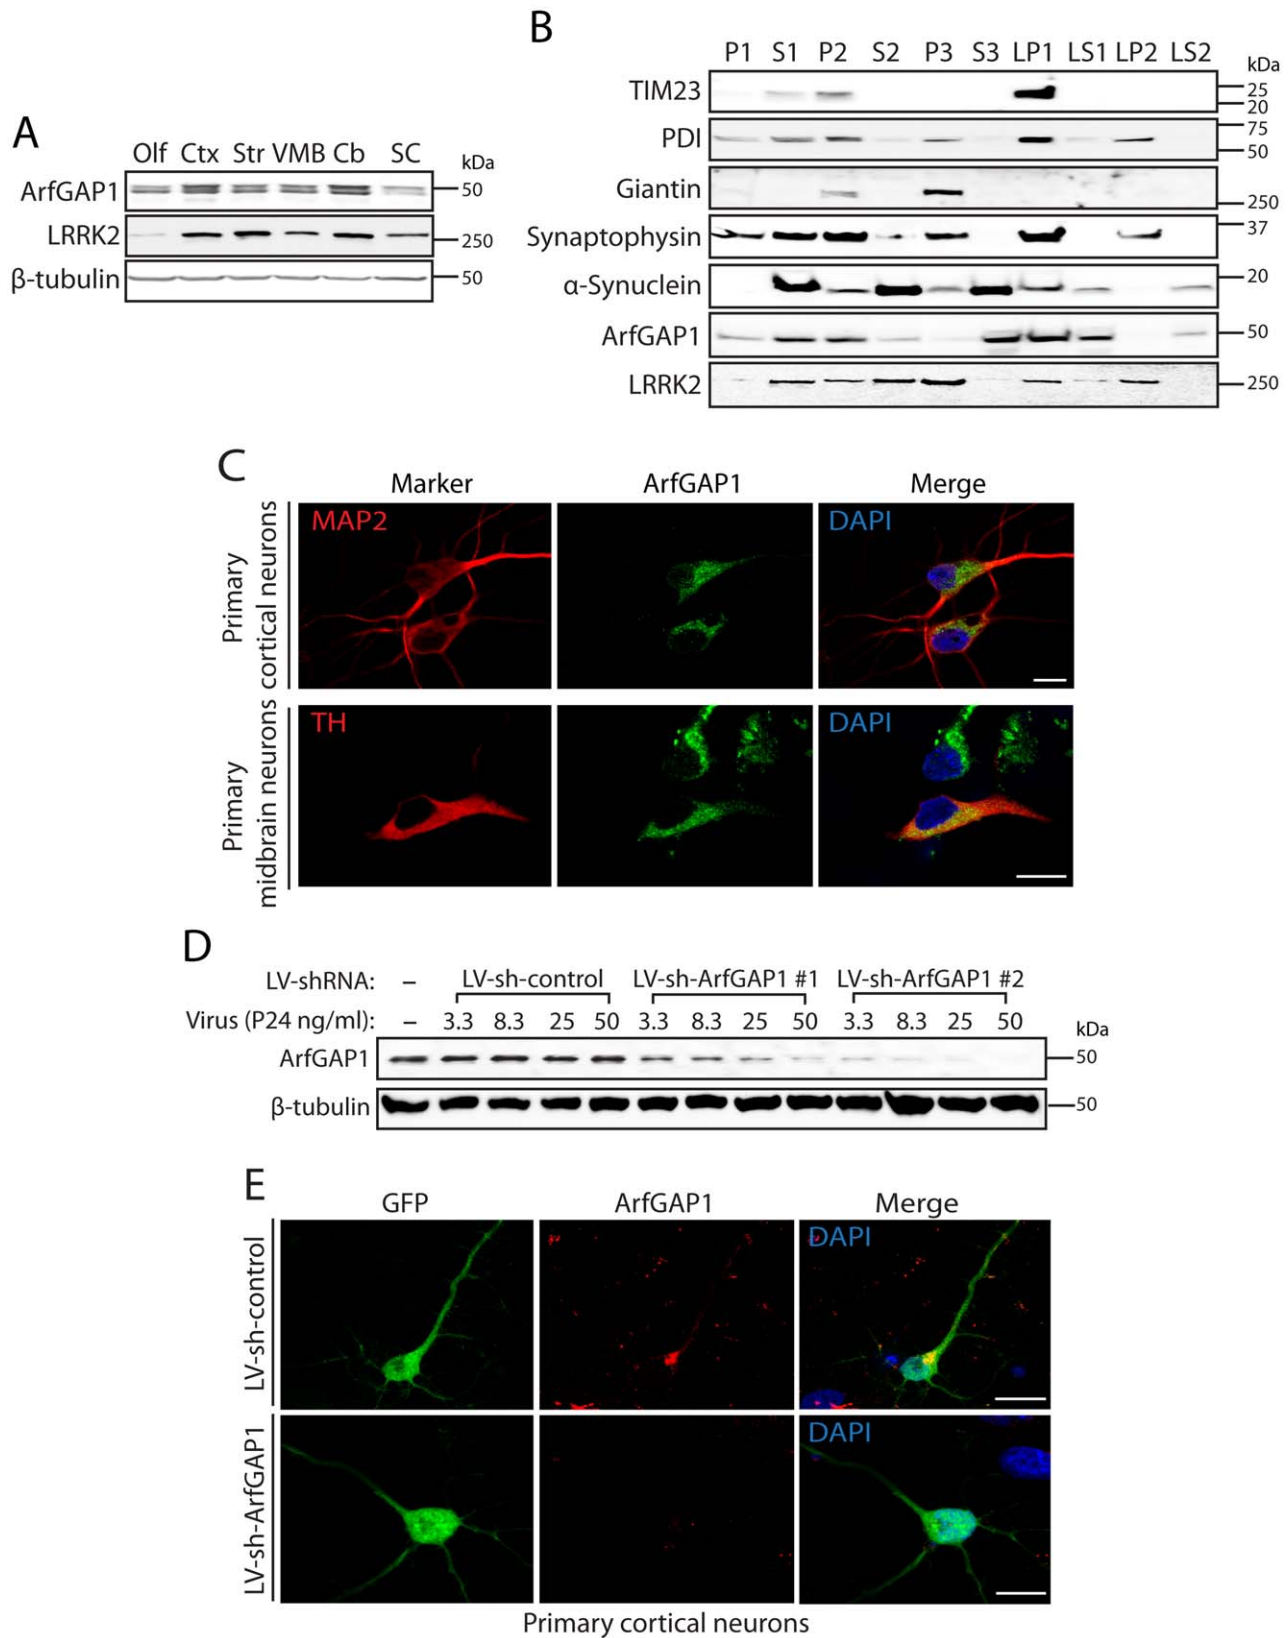 A
Olf Ctx Str VMB Cb SC
kDa
ArfGAP1 50
LRRK2 250
β-tubulin 50
B
P1 S1 P2 S2 P3 S3 LP1 LS1 LP2 LS2
kDa
TIM23 25
20
PDI 75
50
Giantin 250
Synaptophysin 37
α-Synuclein 20
ArfGAP1 50
LRRK2 250
C
Marker ArfGAP1 Merge
Primary
cortical neurons
MAP2 DAPI
Primary
midbrain neurons
TH DAPI
D
LV-shRNA: – LV-sh-control LV-sh-ArfGAP1 #1 LV-sh-ArfGAP1 #2
Virus (P24 ng/ml): – 3.3 8.3 25 50 3.3 8.3 25 50 3.3 8.3 25 50
kDa
ArfGAP1 50
β-tubulin 50
E
GFP ArfGAP1 Merge
LV-sh-control
DAPI
LV-sh-ArfGAP1
DAPI
Primary cortical neurons